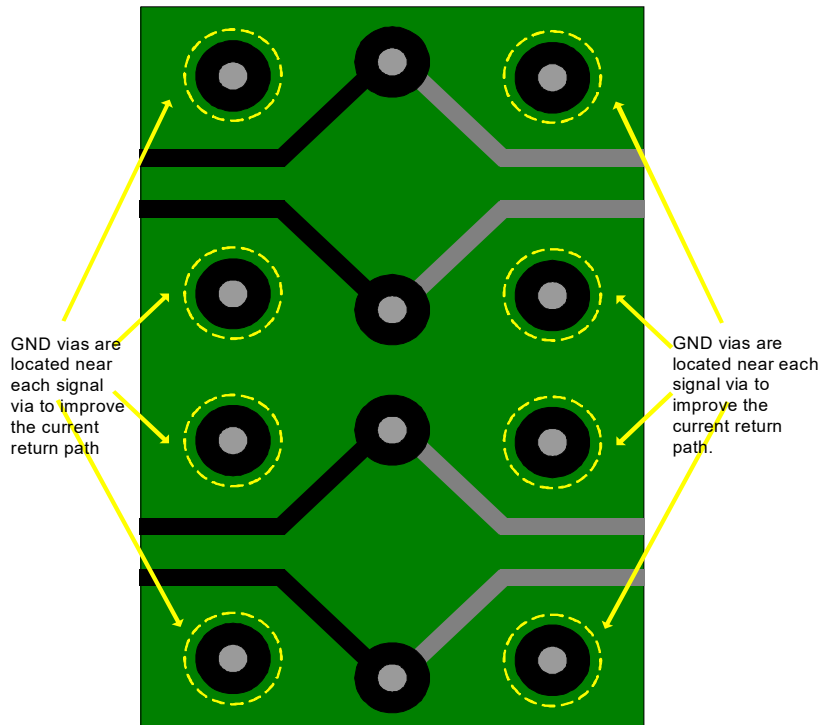 GND vias are
located near
each signal
via to improve
the current
return path
GND vias are
located near each
signal via to
improve the
current return
path.